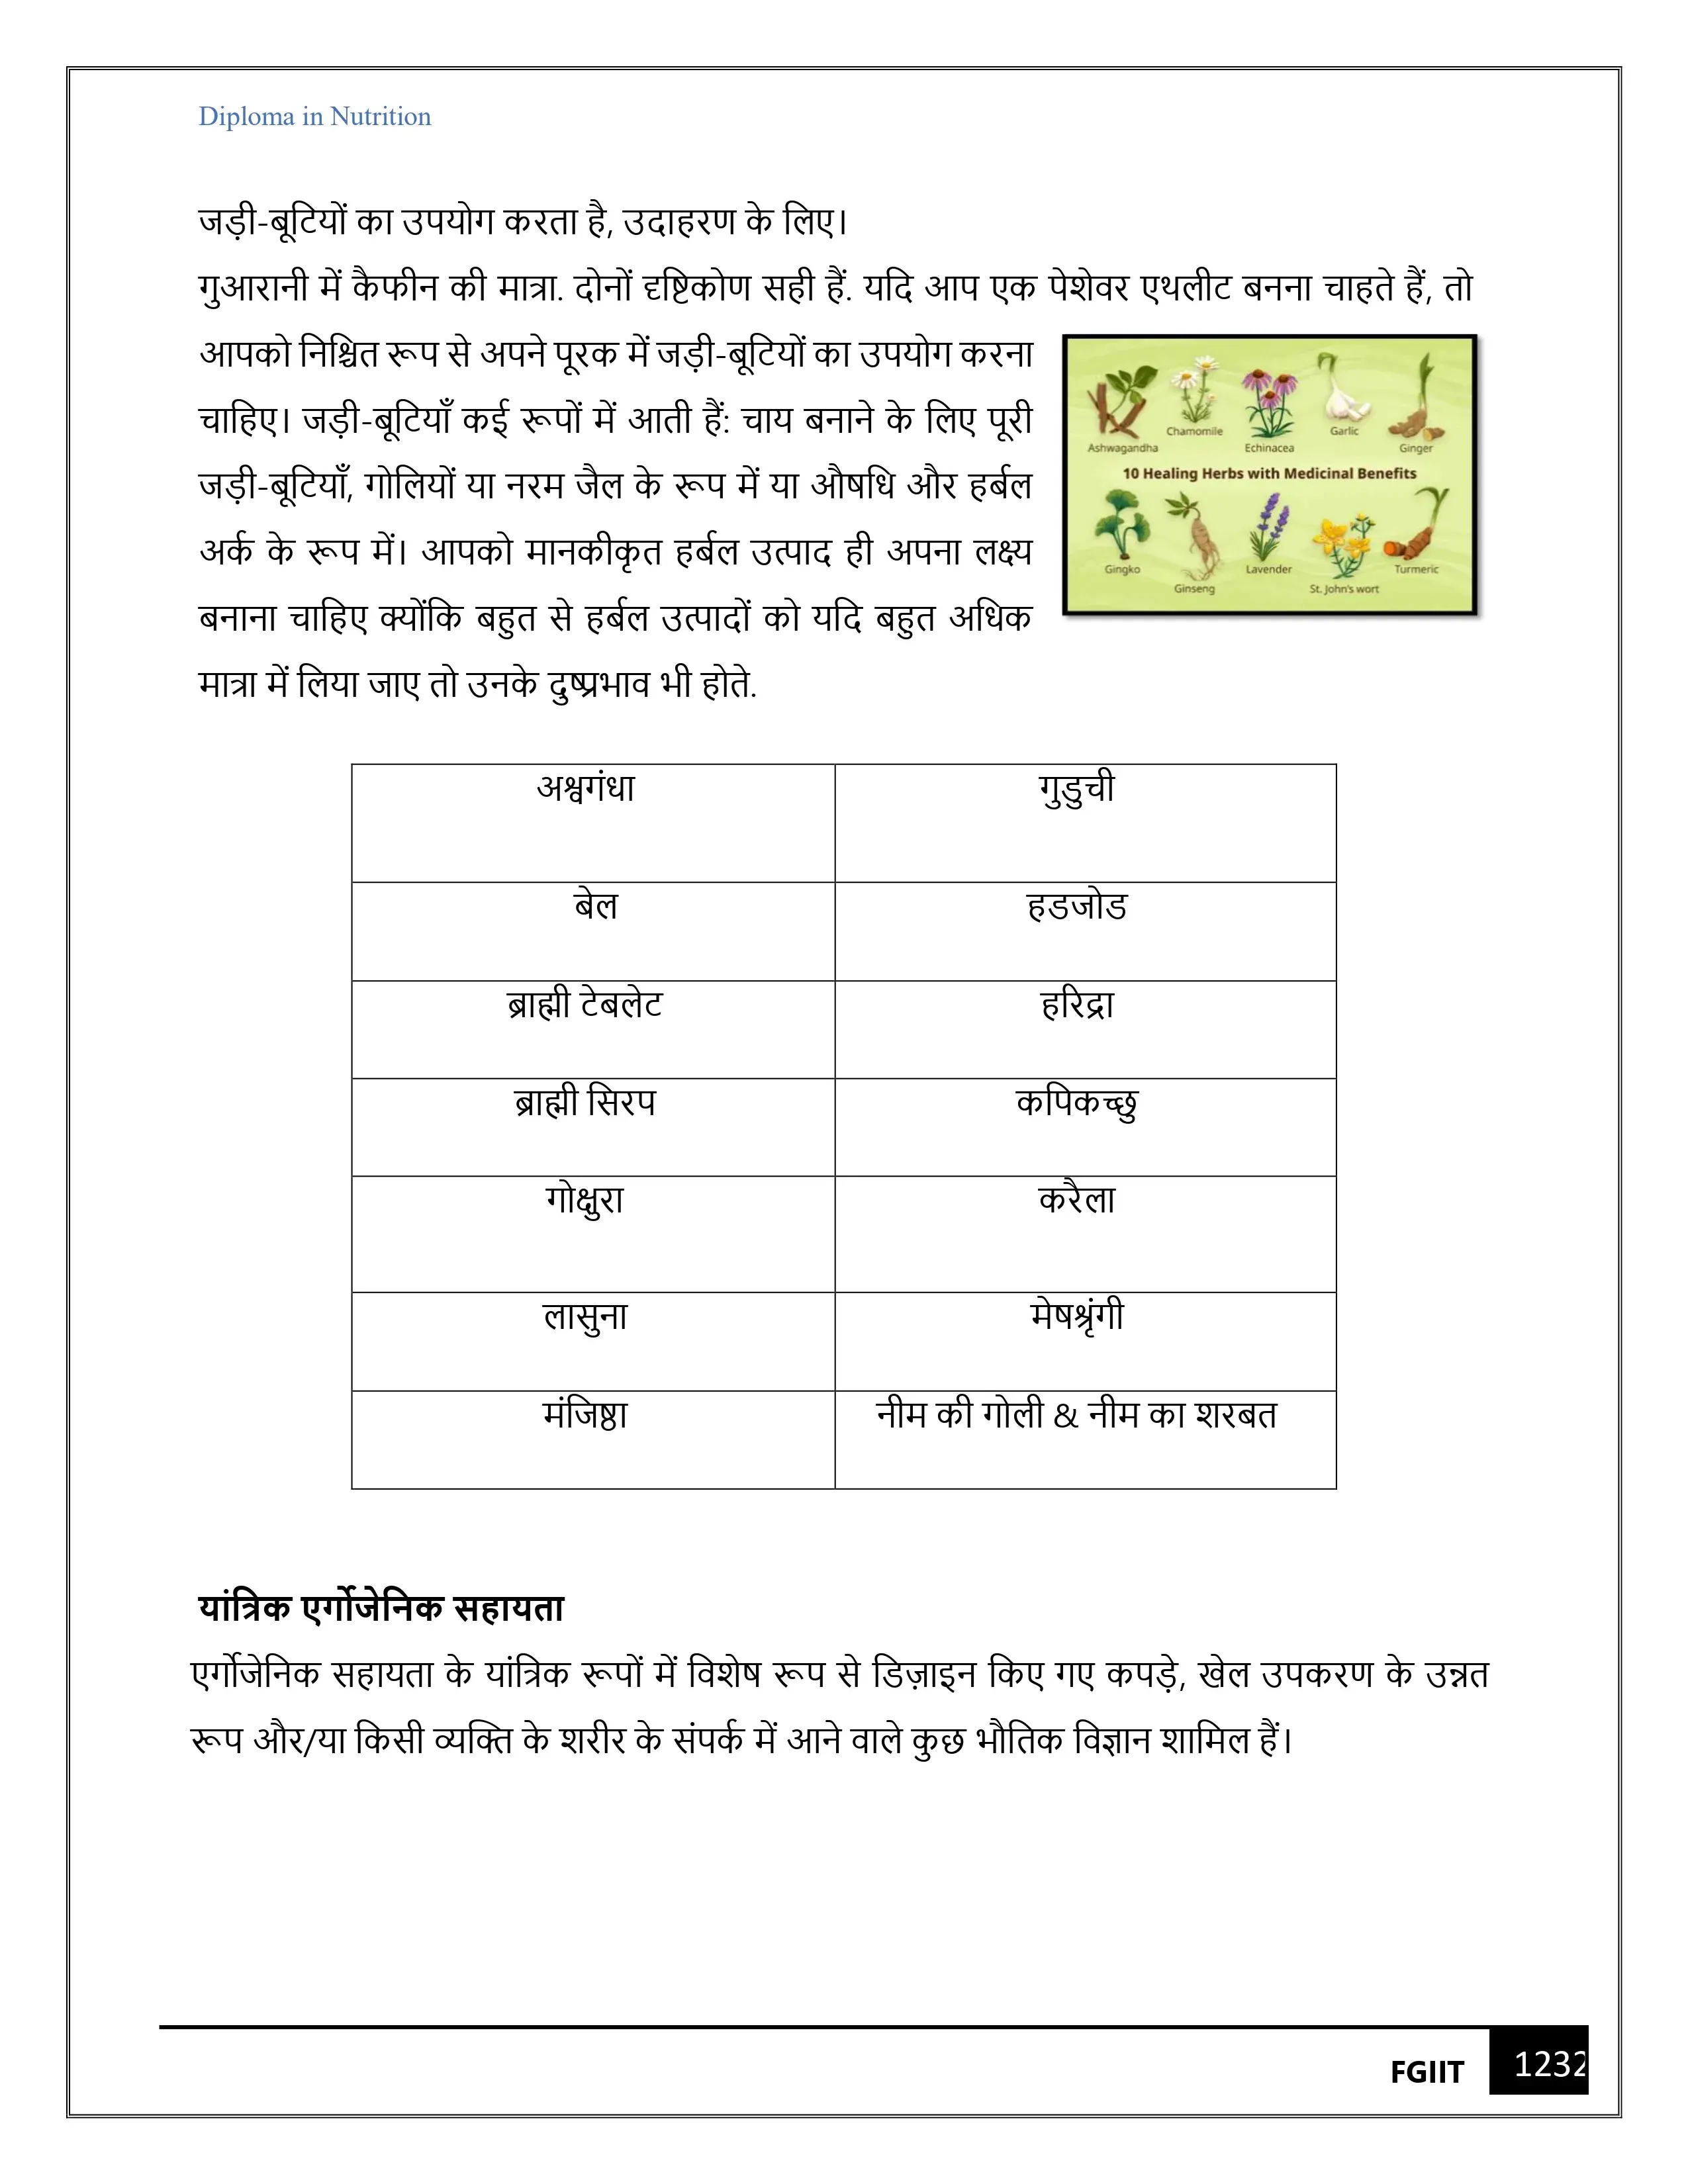 Diploma in Nutrition
जड़ी-बूटियों का उपयोग करता है, उदाहरण के लिए।
गुआरानी में कैफीन की मात्रा. दोनों दृष्टिकोण सही हैं. यदि आप एक पेशेवर एथलीट बनना चाहते हैं, तो
आपको निश्चित रूप से अपने पूरक में जड़ी-बूटियों का उपयोग करना
चाहिए। जड़ी-बूटियाँ कई रूपों में आती हैं: चाय बनाने के लिए पूरी
जड़ी-बूटियाँ, गोलियों या नरम जैल के रूप में या औषधि और हर्बल
अर्क के रूप में। आपको मानकीकृत हर्बल उत्पाद ही अपना लक्ष्य
बनाना चाहिए क्योंकि बहुत से हर्बल उत्पादों को यदि बहुत अधिक
मात्रा में लिया जाए तो उनके दुष्प्रभाव भी होते.
Ashwagandha Chamomile Echinacea Garlic Ginger
10 Healing Herbs with Medicinal Benefits
Gingko Ginseng Lavender St. John's wort Turmeric
अश्वगंधा गुडुची
बेल हडजोड
ब्राह्मी टेबलेट हरिद्रा
ब्राह्मी सिरप कपिकच्छु
गोक्षुरा करैला
लासुना मेषश्रृंगी
मंजिष्ठा नीम की गोली & नीम का शरबत
यांत्रिक एर्गोजेनिक सहायता
एर्गोजेनिक सहायता के यांत्रिक रूपों में विशेष रूप से डिज़ाइन किए गए कपड़े, खेल उपकरण के उन्नत
रूप और/या किसी व्यक्ति के शरीर के संपर्क में आने वाले कुछ भौतिक विज्ञान शामिल हैं।
FGIIT 1232